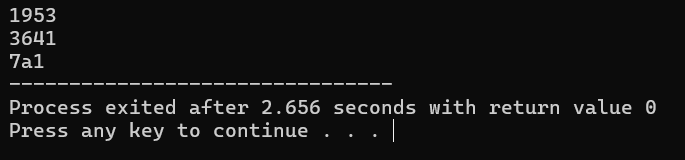 1953
3641
7a1
--------------------------------
Process exited after 2.656 seconds with return value 0
Press any key to continue . . .